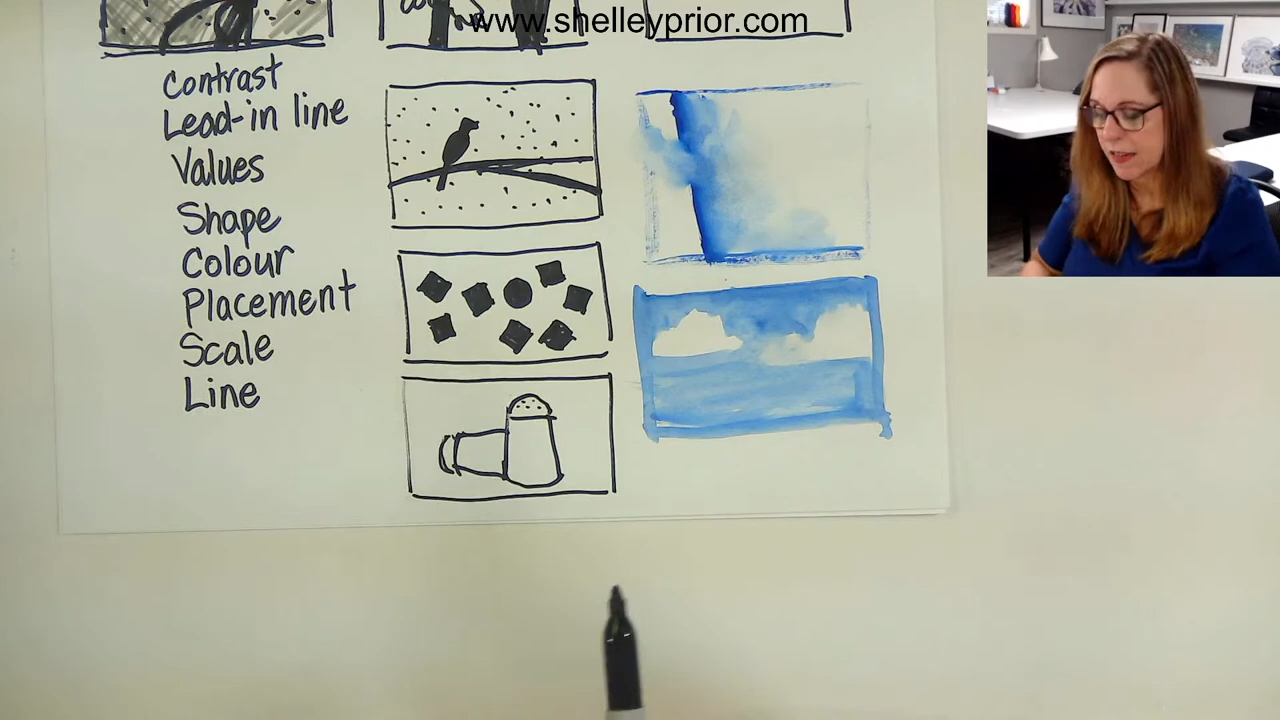 www.shelleyprior.com
Contrast
Lead-in line
Values
Shape
Colour
Placement
Scale
Line